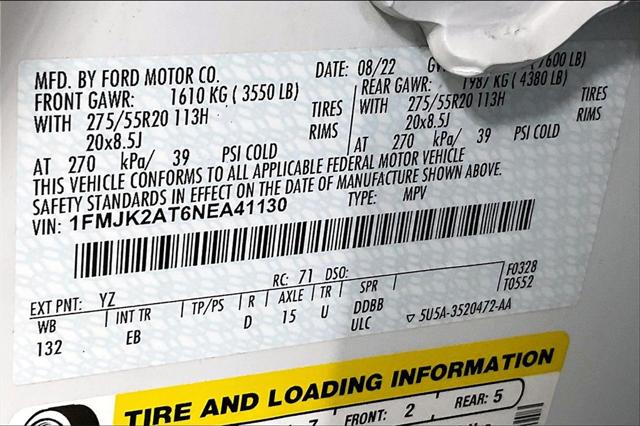 MFD. BY FORD MOTOR CO. DATE: 08/22 7600 LB)
FRONT GAWR: 1610 KG ( 3550 LB) REAR GAWR: 1987 KG ( 4380 LB)
WITH 275/55R20 113H TIRES WITH 275/55R20 113H TIRES
20x8.5J RIMS 20x8.5J RIMS
AT 270 kPa/ 39 PSI COLD AT 270 kPa/ 39 PSI COLD
THIS VEHICLE CONFORMS TO ALL APPLICABLE FEDERAL MOTOR VEHICLE
SAFETY STANDARDS IN EFFECT ON THE DATE OF MANUFACTURE SHOWN ABOVE.
VIN: 1FMJK2AT6NEA41130 TYPE: MPV
EXT PNT: YZ RC: 71 DSO: F0328
WB INT TR TP/PS R AXLE TR SPR T0552
132 EB D 15 U DDBB
ULC ▽ 5U5A-3520472-AA
TIRE AND LOADING INFORMATION
7 FRONT: 2 REAR: 5